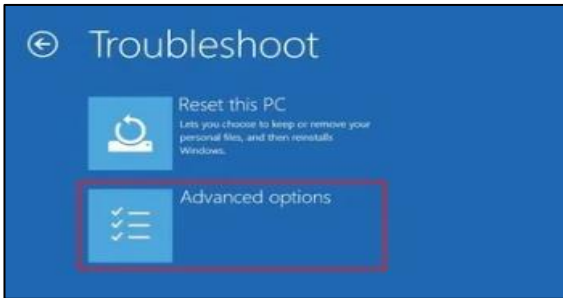 Troubleshoot
Reset this PC
Lets you choose to keep or remove your
personal files, and then reinstalls
Windows.
Advanced options